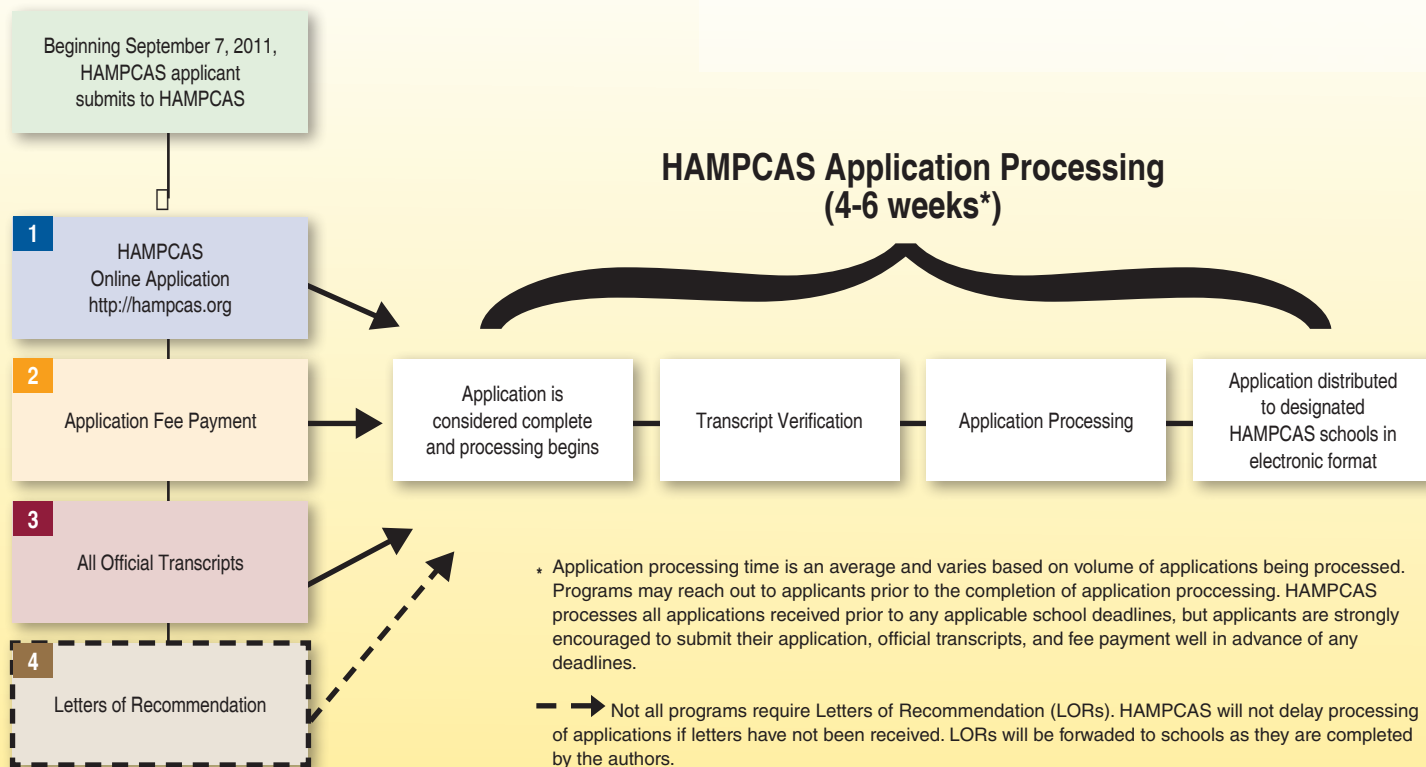 Beginning September 7, 2011,
HAMPCAS applicant
submits to HAMPCAS
HAMPCAS Application Processing
(4-6 weeks*)
1
HAMPCAS
Online Application
http://hampcas.org
2
Application Fee Payment
3
All Official Transcripts
4
Letters of Recommendation
Application is
considered complete
and processing begins
Transcript Verification
Application Processing
Application distributed
to designated
HAMPCAS schools in
electronic format
* Application processing time is an average and varies based on volume of applications being processed.
Programs may reach out to applicants prior to the completion of application proccessing. HAMPCAS
processes all applications received prior to any applicable school deadlines, but applicants are strongly
encouraged to submit their application, official transcripts, and fee payment well in advance of any
deadlines.
Not all programs require Letters of Recommendation (LORs). HAMPCAS will not delay processing
of applications if letters have not been received. LORs will be forwaded to schools as they are completed
by the authors.